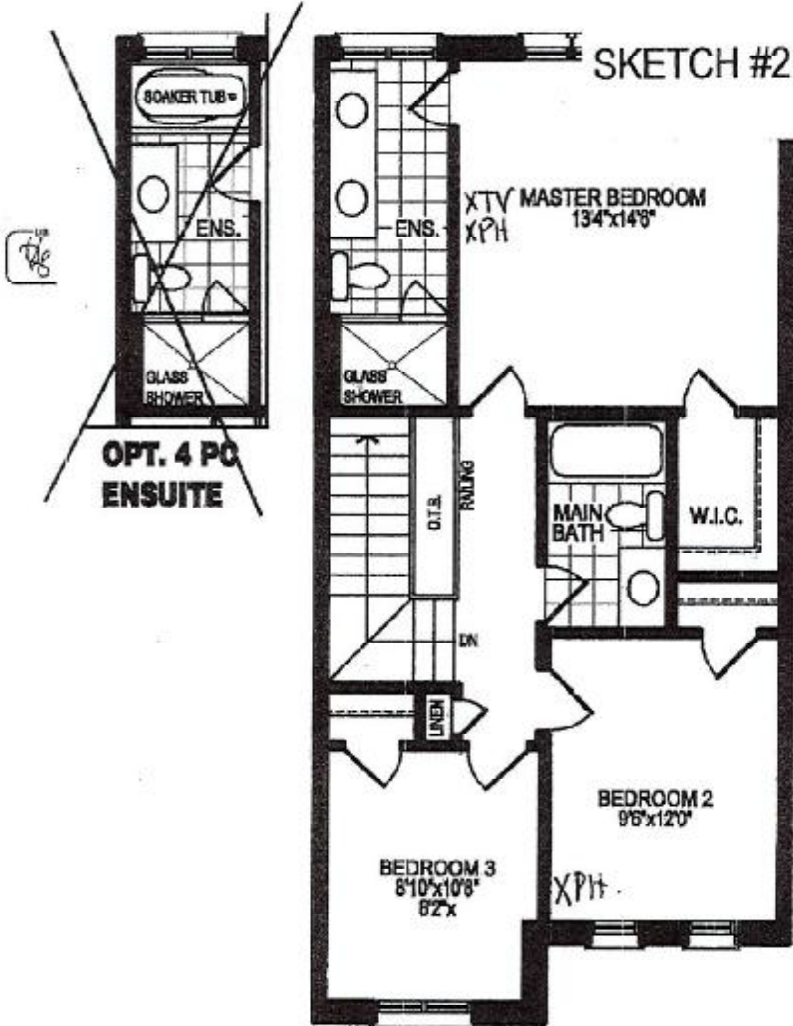 SKETCH #2
SOAKER TUB
ENS.
GLASS
SHOWER
OPT. 4 PC
ENSUITE
ENS.
XTV
XPH
MASTER BEDROOM
13'4"x14'8"
GLASS
SHOWER
O.T.B.
RAILING
MAIN
BATH
W.I.C.
DN
LINEN
BEDROOM 2
9'6"x12'0"
BEDROOM 3
8'10"x10'8"
8'2"x
XPH.